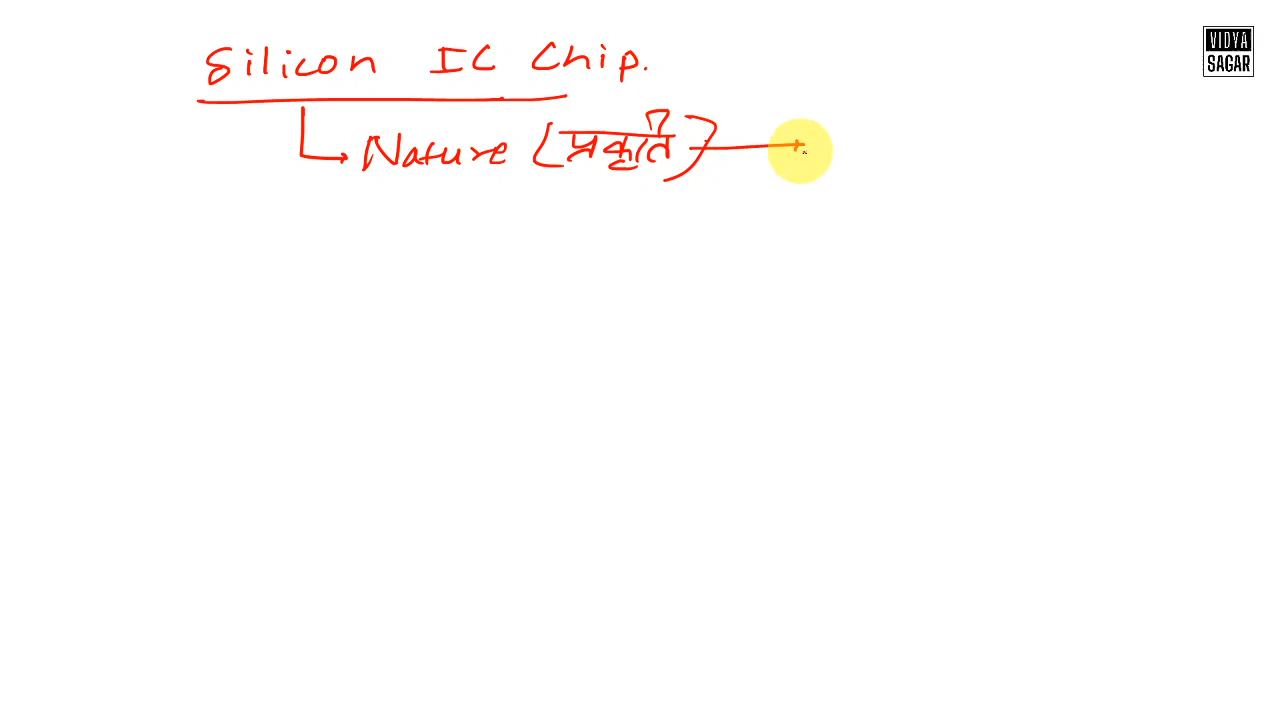 Silicon IC Chip.
Nature (प्रकृति)
VIDYA
SAGAR